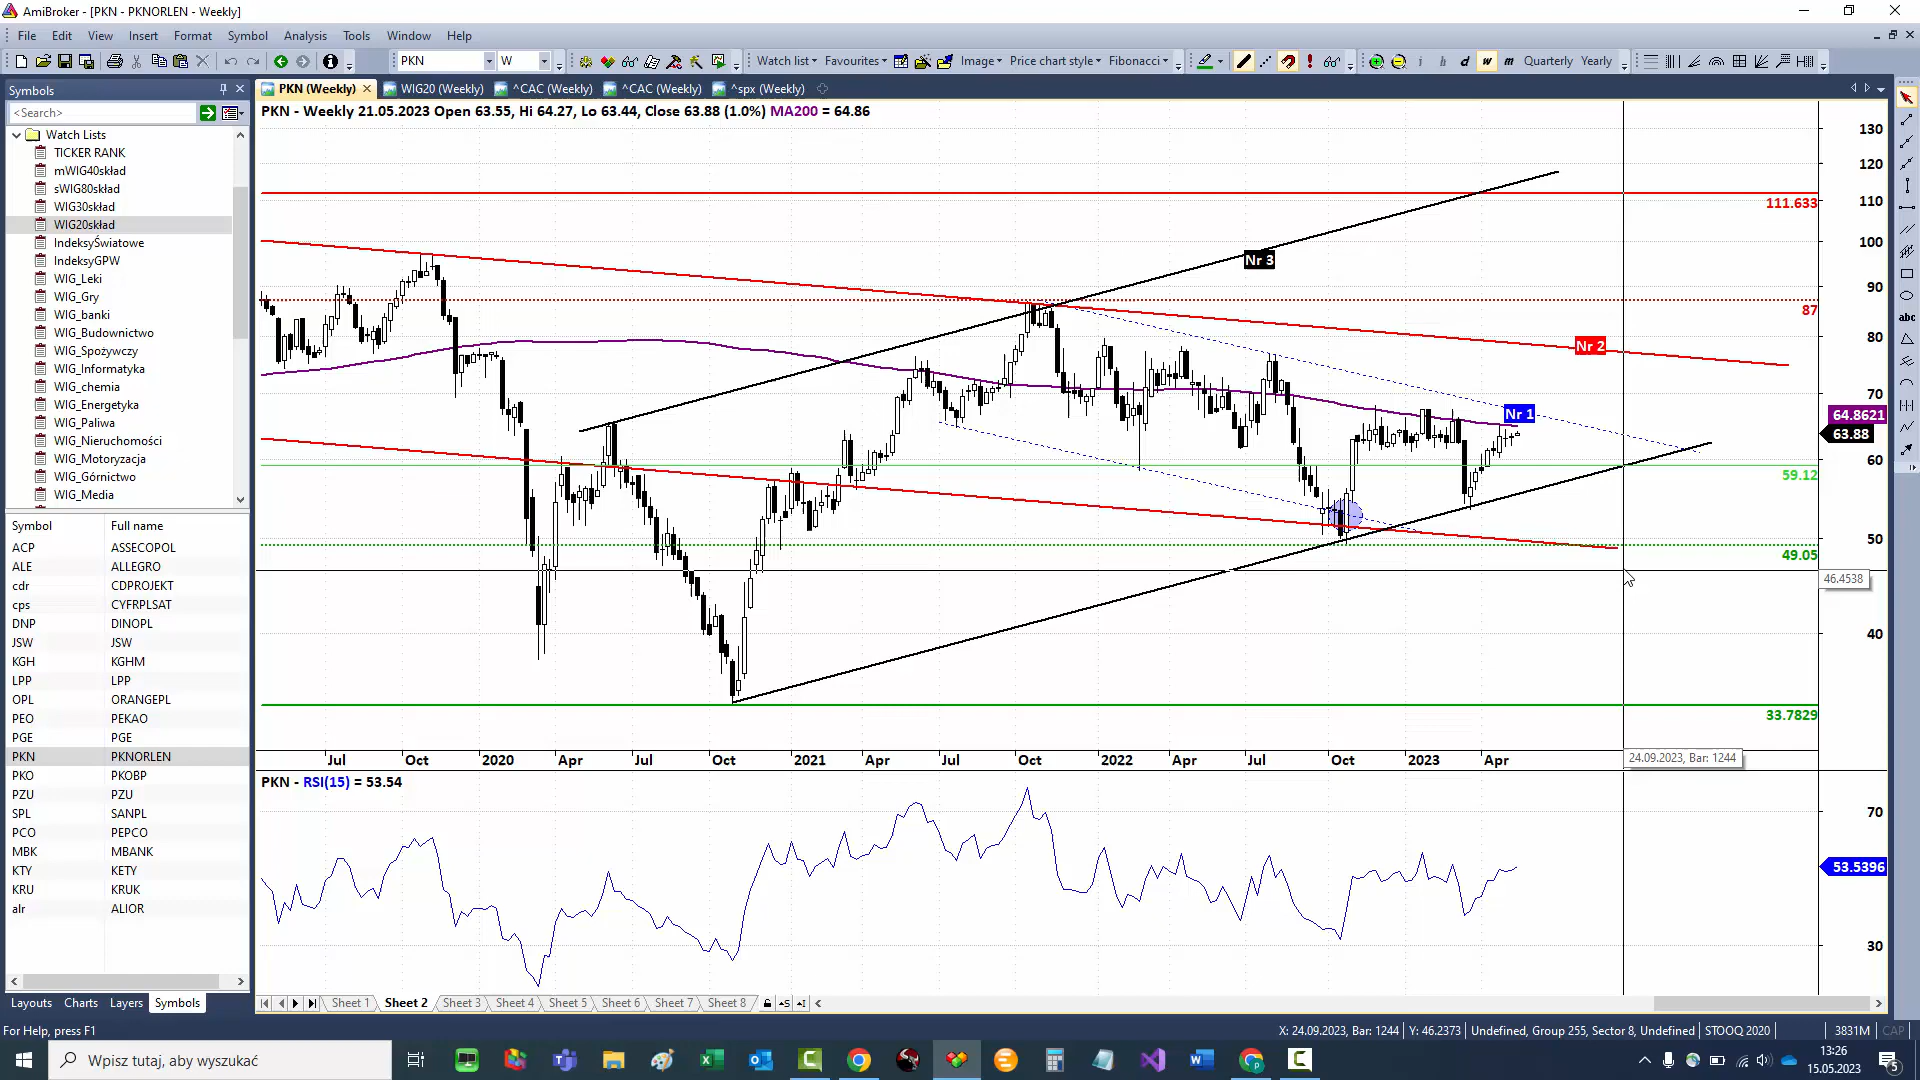 AmiBroker - [PKN - PKNORLEN - Weekly]
File Edit View Insert Format Symbol Analysis Tools Window Help
PKN W Watch list Favourites Image Price chart style Fibonacci i h d w m Quarterly Yearly
Symbols
PKN (Weekly) WIG20 (Weekly) ^CAC (Weekly) ^CAC (Weekly) ^spx (Weekly)
<Search>
PKN - Weekly 21.05.2023 Open 63.55, Hi 64.27, Lo 63.44, Close 63.88 (1.0%) MA200 = 64.86
Watch Lists
TICKER RANK
mWIG40skład
sWIG80skład
WIG30skład
WIG20skład
IndeksyŚwiatowe
IndeksyGPW
WIG_Leki
WIG_Gry
WIG_banki
WIG_Budownictwo
WIG_Spożywczy
WIG_Informatyka
WIG_chemia
WIG_Energetyka
WIG_Paliwa
WIG_Nieruchomości
WIG_Motoryzacja
WIG_Górnictwo
WIG_Media
Symbol Full name
ACP ASSECOPOL
ALE ALLEGRO
cdr CDPROJEKT
cps CYFRPLSAT
DNP DINOPL
JSW JSW
KGH KGHM
LPP LPP
OPL ORANGEPL
PEO PEKAO
PGE PGE
PKN PKNORLEN
PKO PKOBP
PZU PZU
SPL SANPL
PCO PEPCO
MBK MBANK
KTY KETY
KRU KRUK
alr ALIOR
Layouts Charts Layers Symbols
130
120
111.633
110
100
Nr 3
90
87
80
Nr 2
70
Nr 1
64.8621
63.88
60
59.12
50
49.05
46.4538
40
33.7829
Jul Oct 2020 Apr Jul Oct 2021 Apr Jul Oct 2022 Apr Jul Oct 2023 Apr
24.09.2023, Bar: 1244
PKN - RSI(15) = 53.54
70
53.5396
30
Sheet 1 Sheet 2 Sheet 3 Sheet 4 Sheet 5 Sheet 6 Sheet 7 Sheet 8
abc
For Help, press F1
X: 24.09.2023, Bar: 1244 Y: 46.2373 Undefined, Group 255, Sector 8, Undefined STOOQ 2020 3831M CAP
Wpisz tutaj, aby wyszukać
13:26
15.05.2023
5